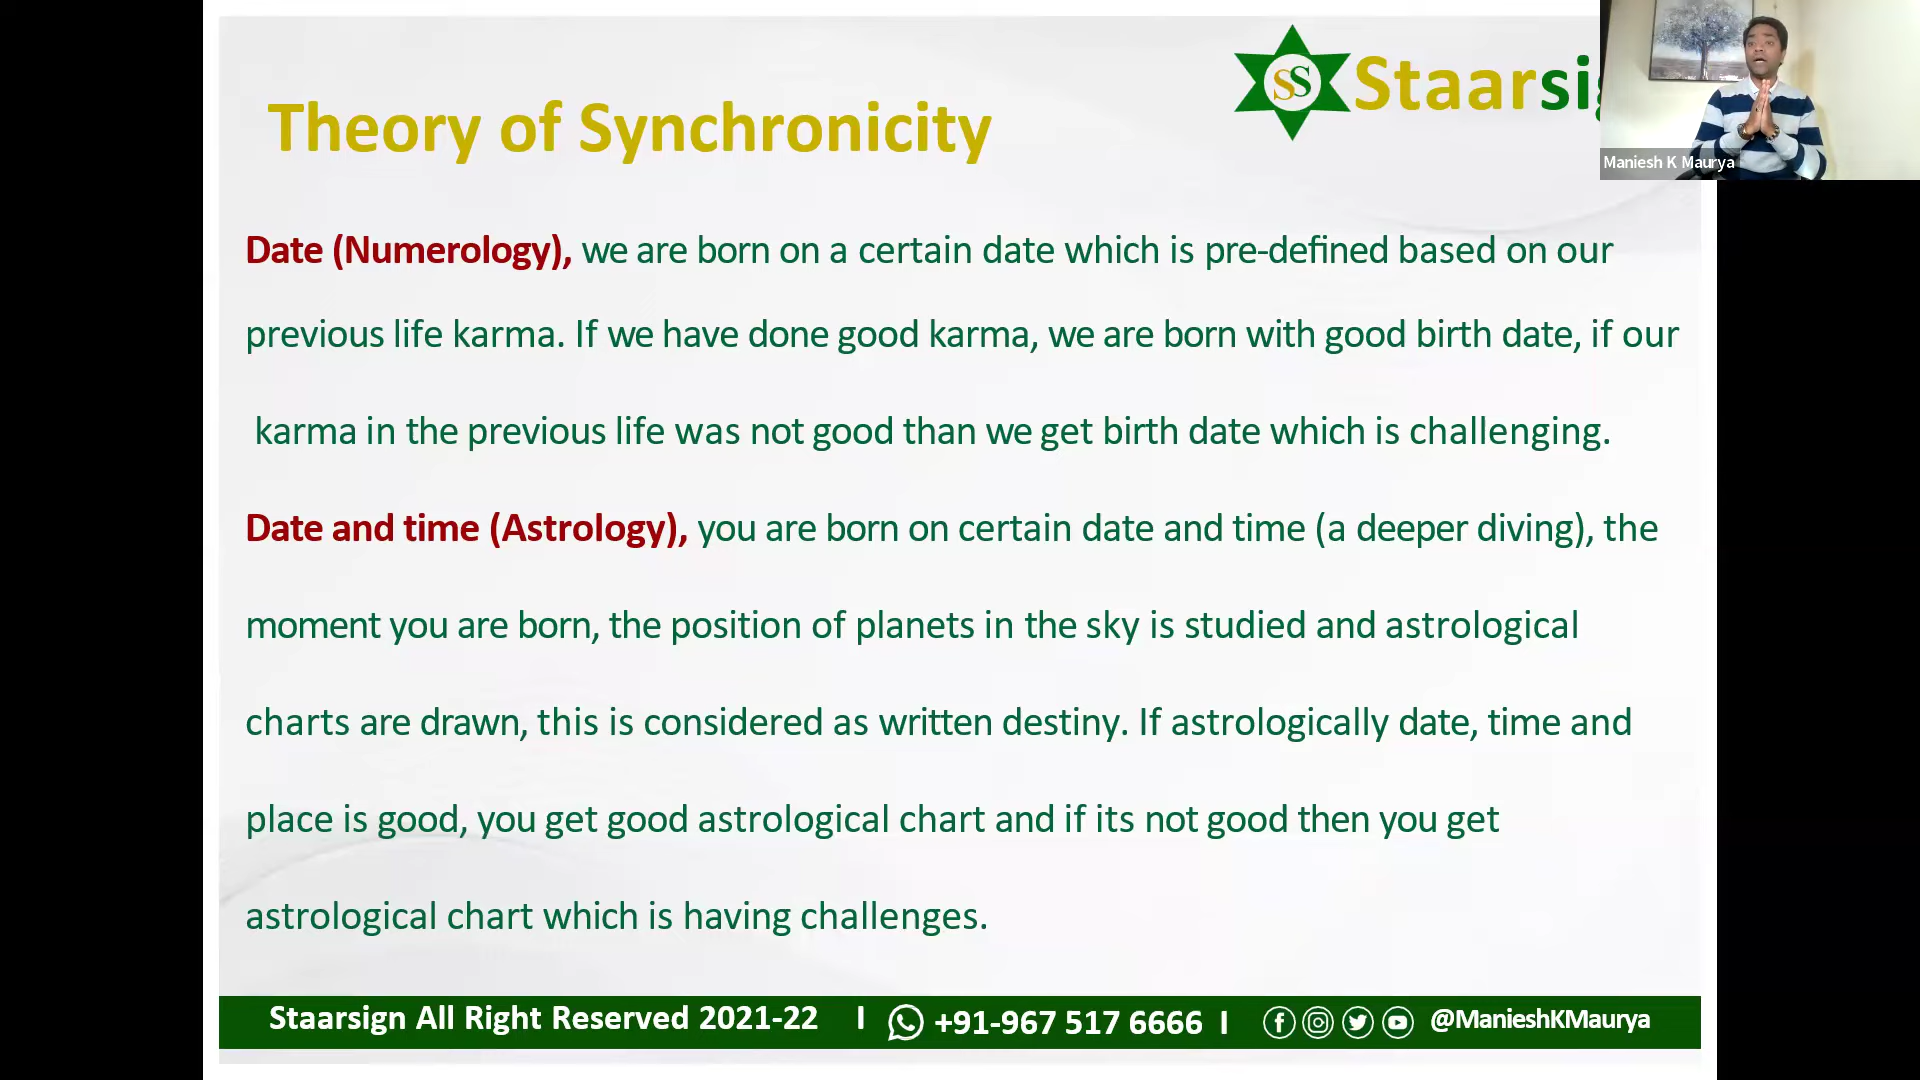 SS Staarsi
Maniesh K Maurya
Theory of Synchronicity
Date (Numerology), we are born on a certain date which is pre-defined based on our
previous life karma. If we have done good karma, we are born with good birth date, if our
karma in the previous life was not good than we get birth date which is challenging.
Date and time (Astrology), you are born on certain date and time (a deeper diving), the
moment you are born, the position of planets in the sky is studied and astrological
charts are drawn, this is considered as written destiny. If astrologically date, time and
place is good, you get good astrological chart and if its not good then you get
astrological chart which is having challenges.
Staarsign All Right Reserved 2021-22 I +91-967 517 6666 I @ManieshKMaurya